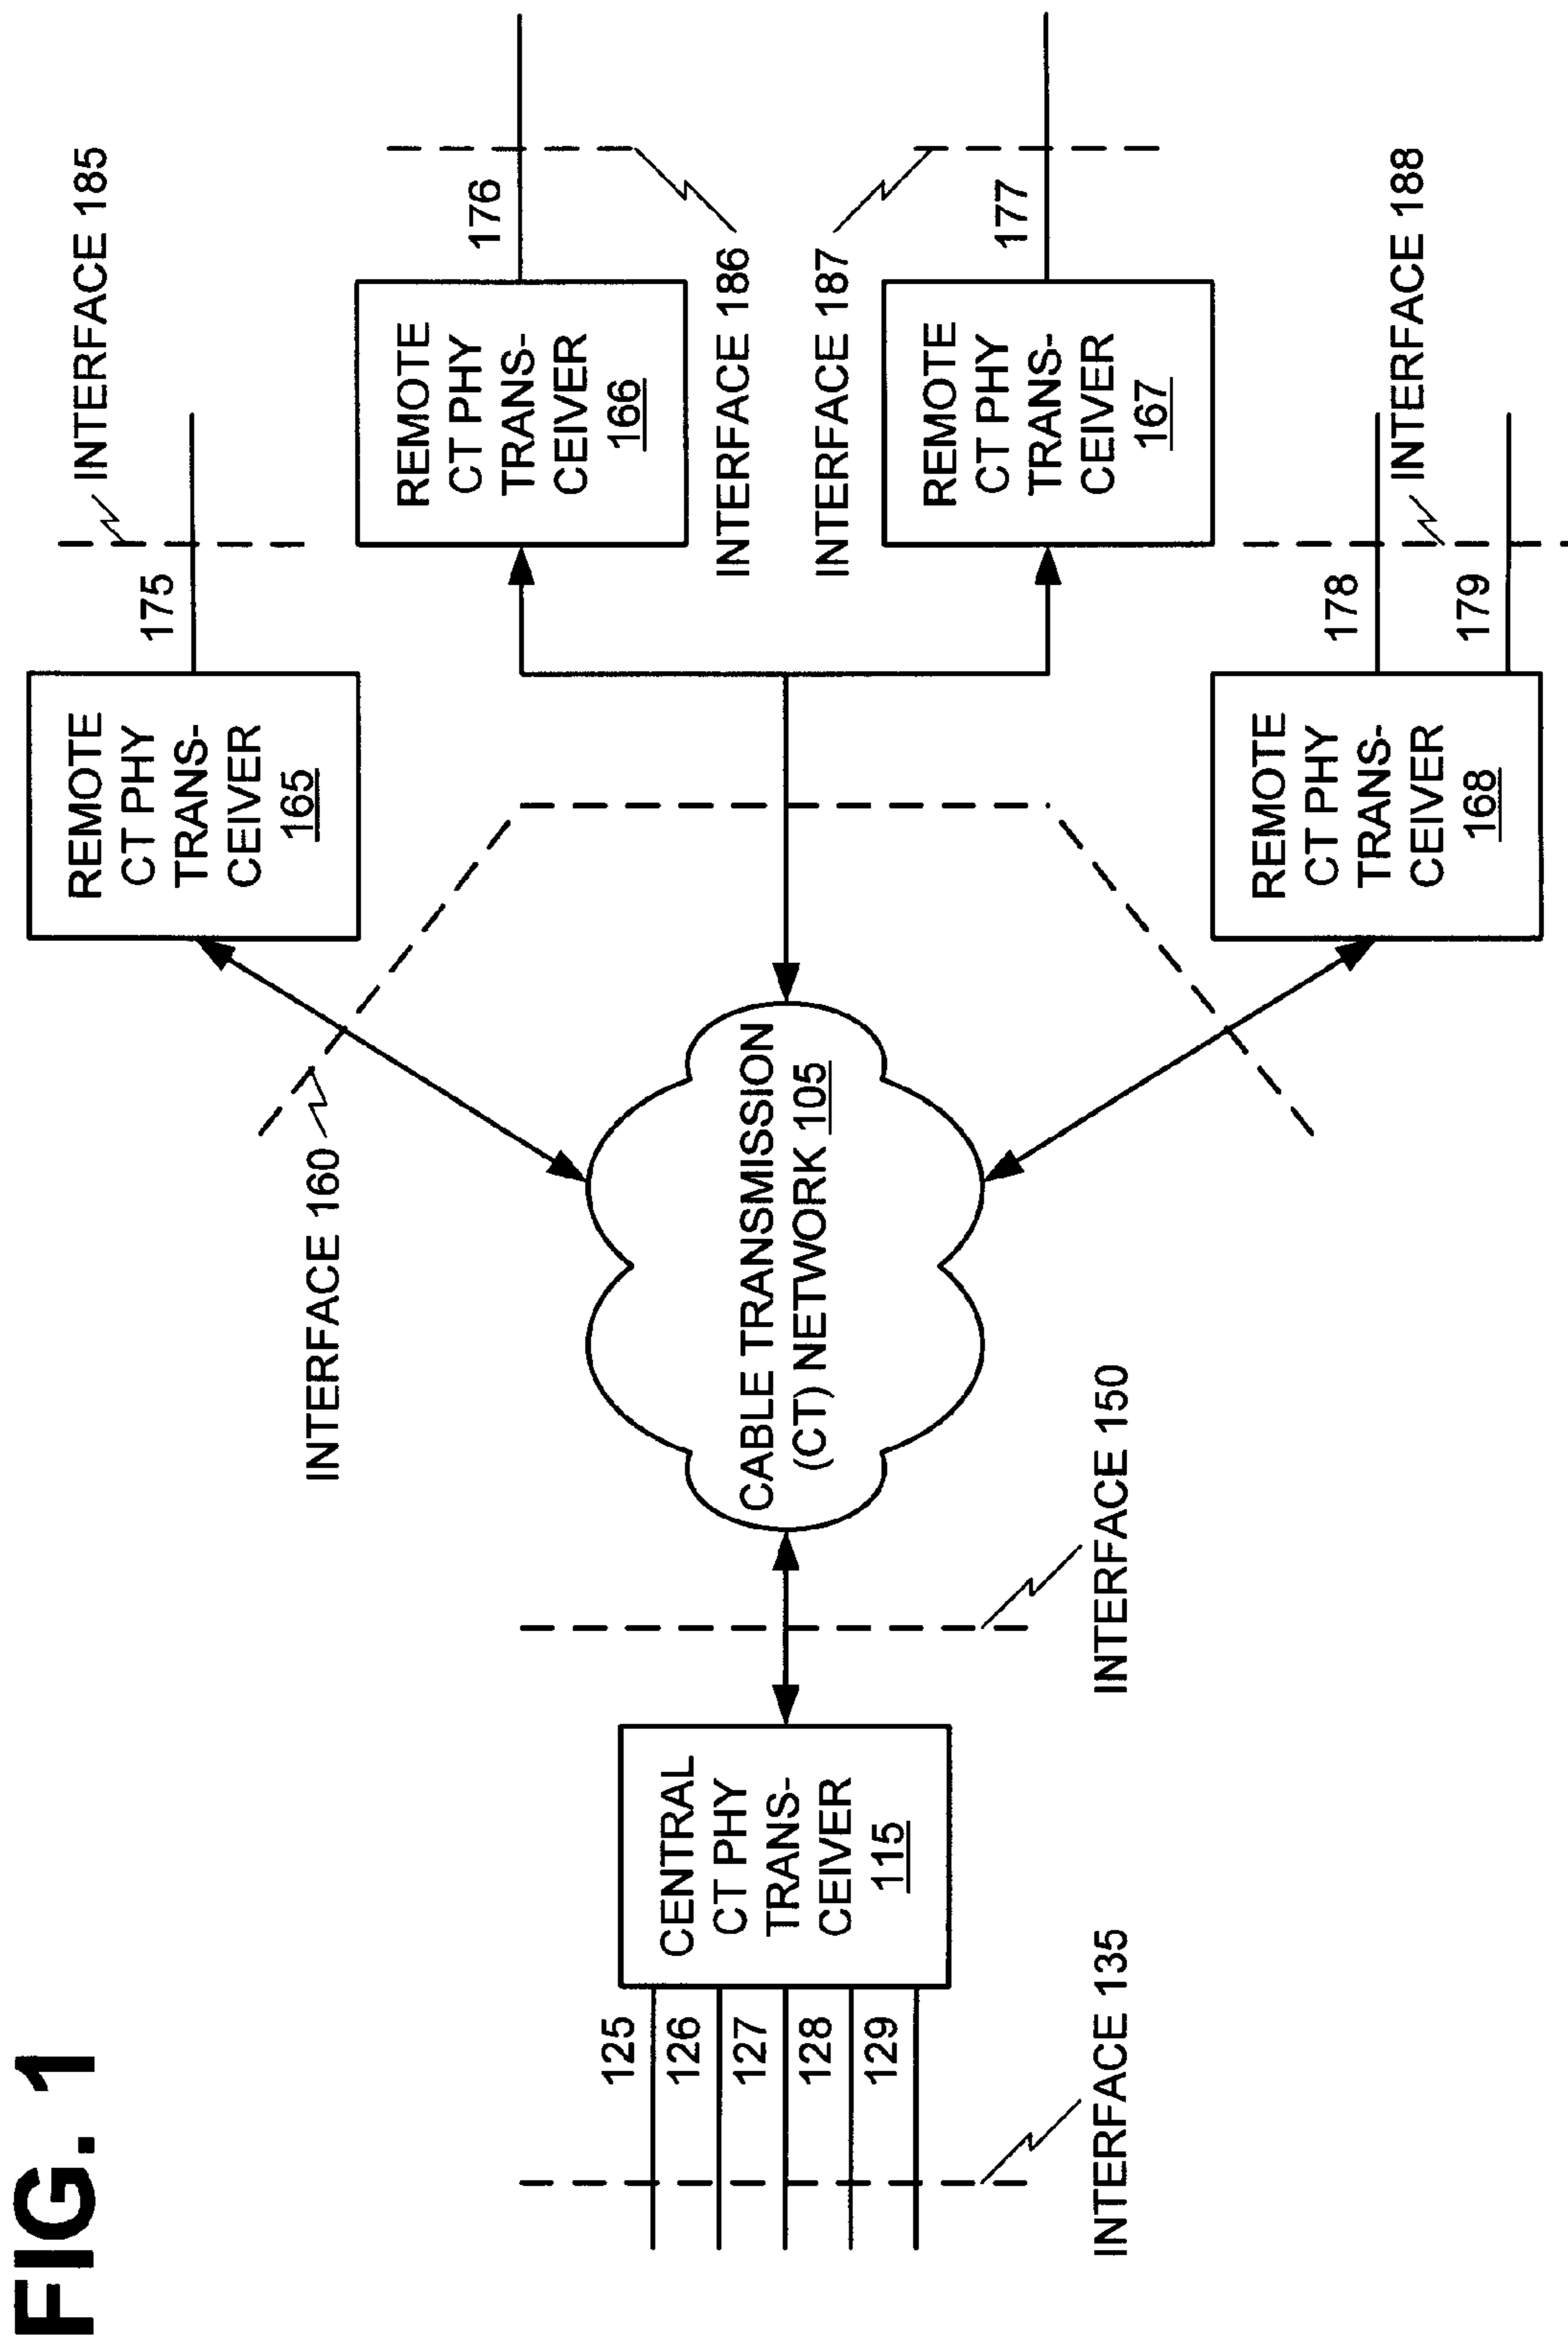 FIG. 1
INTERFACE 135
125
126
127
128
129
CENTRAL
CT PHY
TRANS-
CEIVER
115
INTERFACE 150
CABLE TRANSMISSION
(CT) NETWORK 105
INTERFACE 160
REMOTE
CT PHY
TRANS-
CEIVER
165
175
INTERFACE 185
REMOTE
CT PHY
TRANS-
CEIVER
166
176
INTERFACE 186
INTERFACE 187
REMOTE
CT PHY
TRANS-
CEIVER
167
177
REMOTE
CT PHY
TRANS-
CEIVER
168
178
179
INTERFACE 188